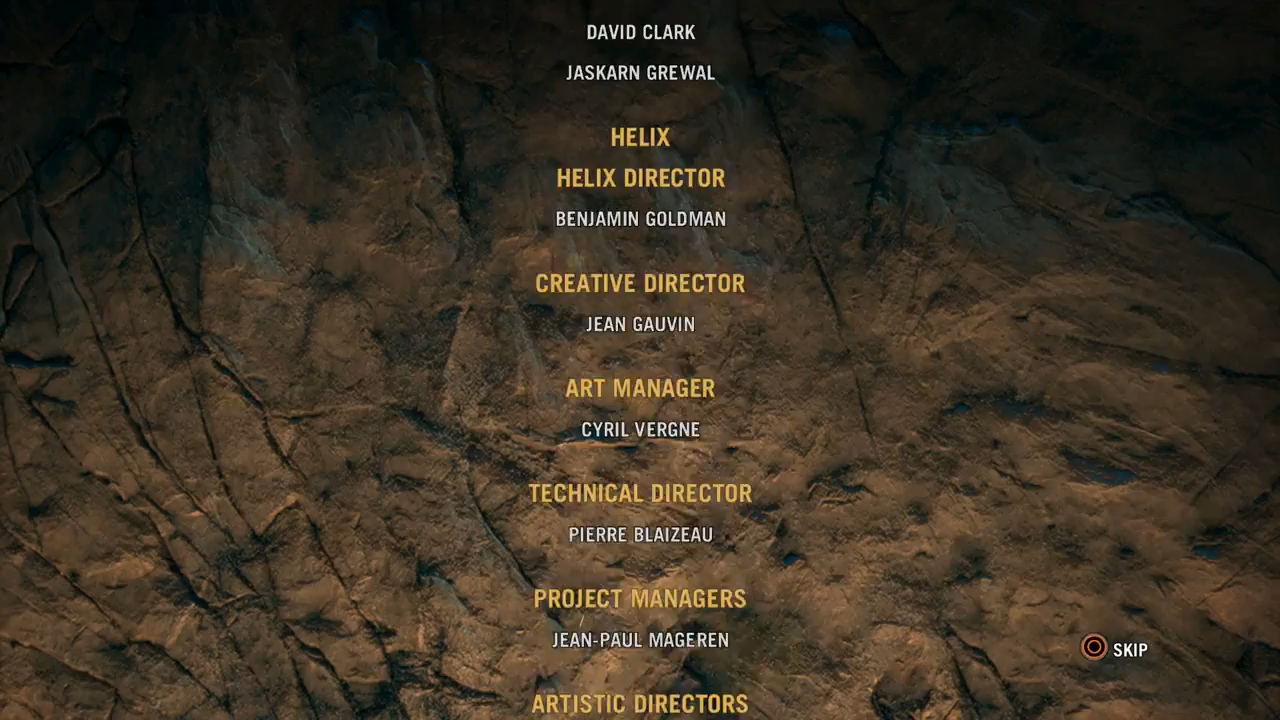 DAVID CLARK
JASKARN GREWAL
HELIX
HELIX DIRECTOR
BENJAMIN GOLDMAN
CREATIVE DIRECTOR
JEAN GAUVIN
ART MANAGER
CYRIL VERGNE
TECHNICAL DIRECTOR
PIERRE BLAIZEAU
PROJECT MANAGERS
JEAN-PAUL MAGEREN
SKIP
ARTISTIC DIRECTORS